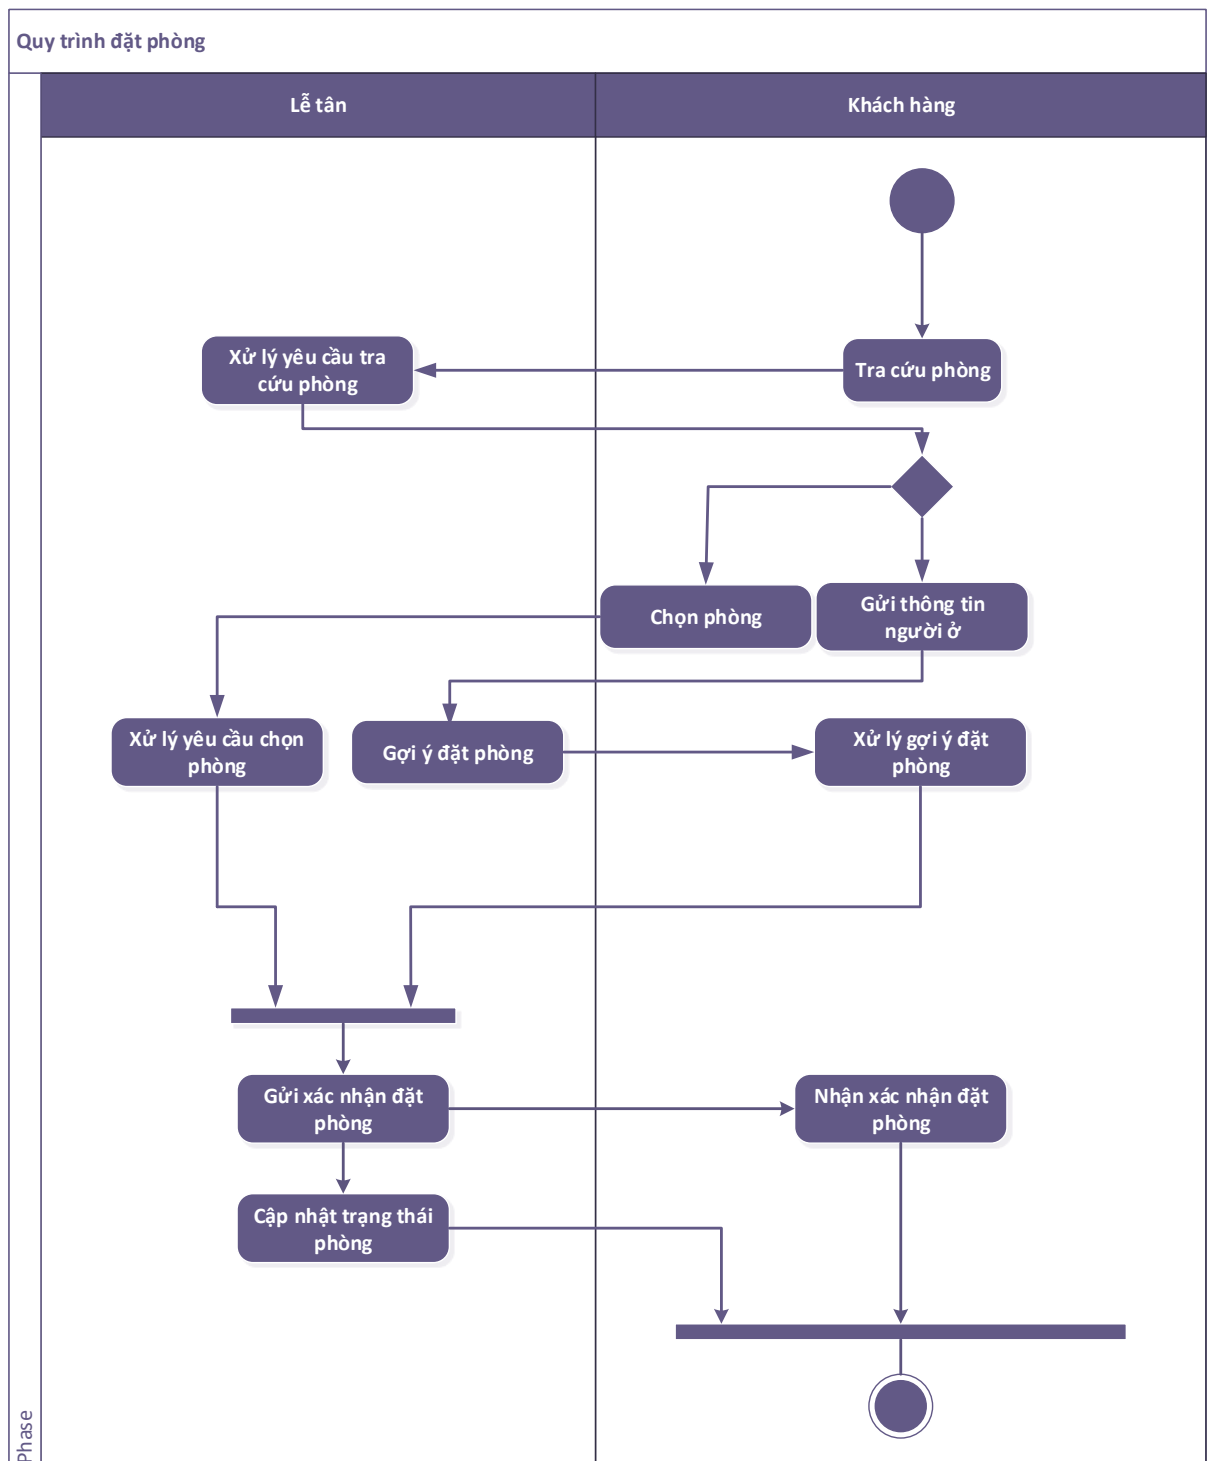 Quy trình đặt phòng
Lễ tân
Khách hàng
Xử lý yêu cầu tra
cứu phòng
Tra cứu phòng
Chọn phòng
Gửi thông tin
người ở
Xử lý yêu cầu chọn
phòng
Gợi ý đặt phòng
Xử lý gợi ý đặt
phòng
Gửi xác nhận đặt
phòng
Nhận xác nhận đặt
phòng
Cập nhật trạng thái
phòng
Phase